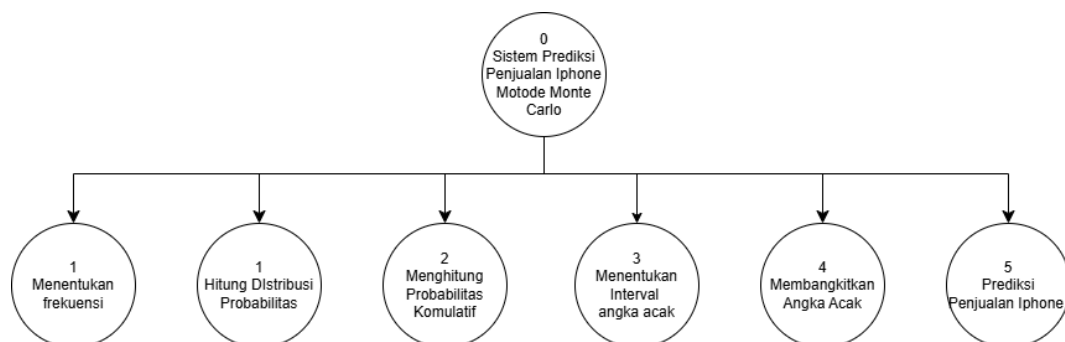 0
Sistem Prediksi
Penjualan Iphone
Motode Monte
Carlo
1
Menentukan
frekuensi
1
Hitung DIstribusi
Probabilitas
2
Menghitung
Probabilitas
Komulatif
3
Menentukan
Interval
angka acak
4
Membangkitkan
Angka Acak
5
Prediksi
Penjualan Iphone